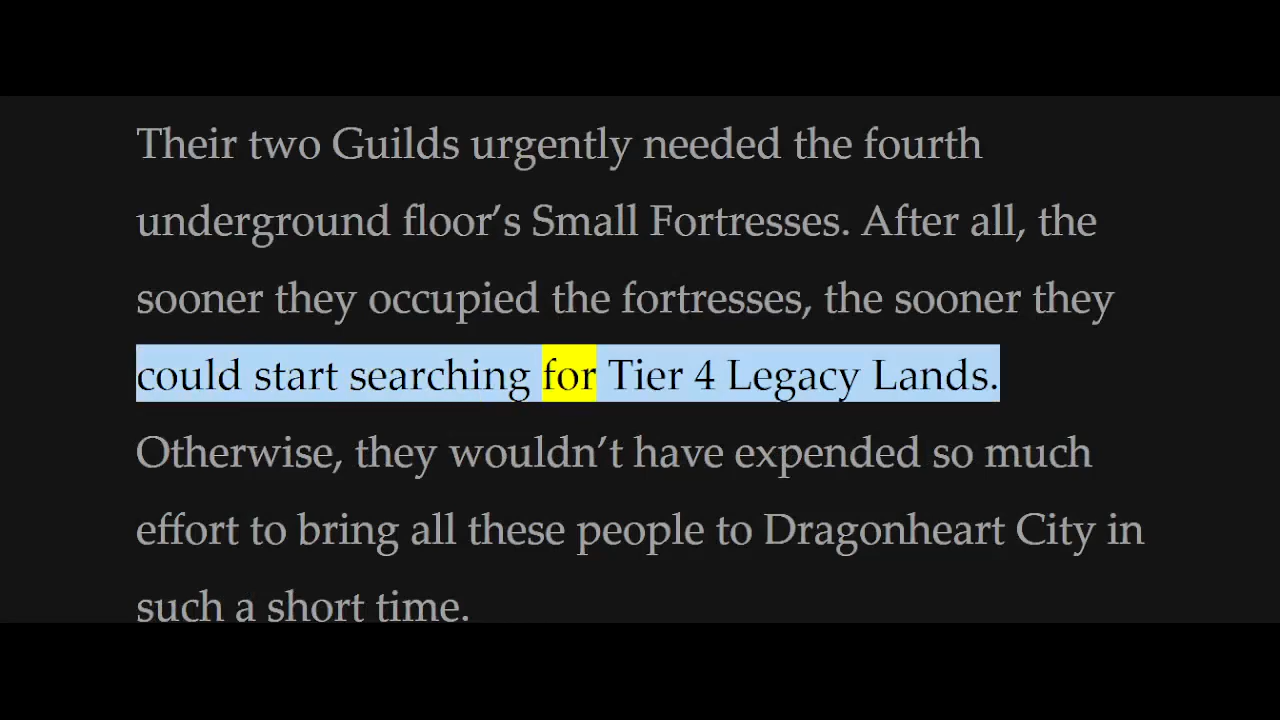 Their two Guilds urgently needed the fourth
underground floor’s Small Fortresses. After all, the
sooner they occupied the fortresses, the sooner they
could start searching for Tier 4 Legacy Lands.
Otherwise, they wouldn’t have expended so much
effort to bring all these people to Dragonheart City in
such a short time.